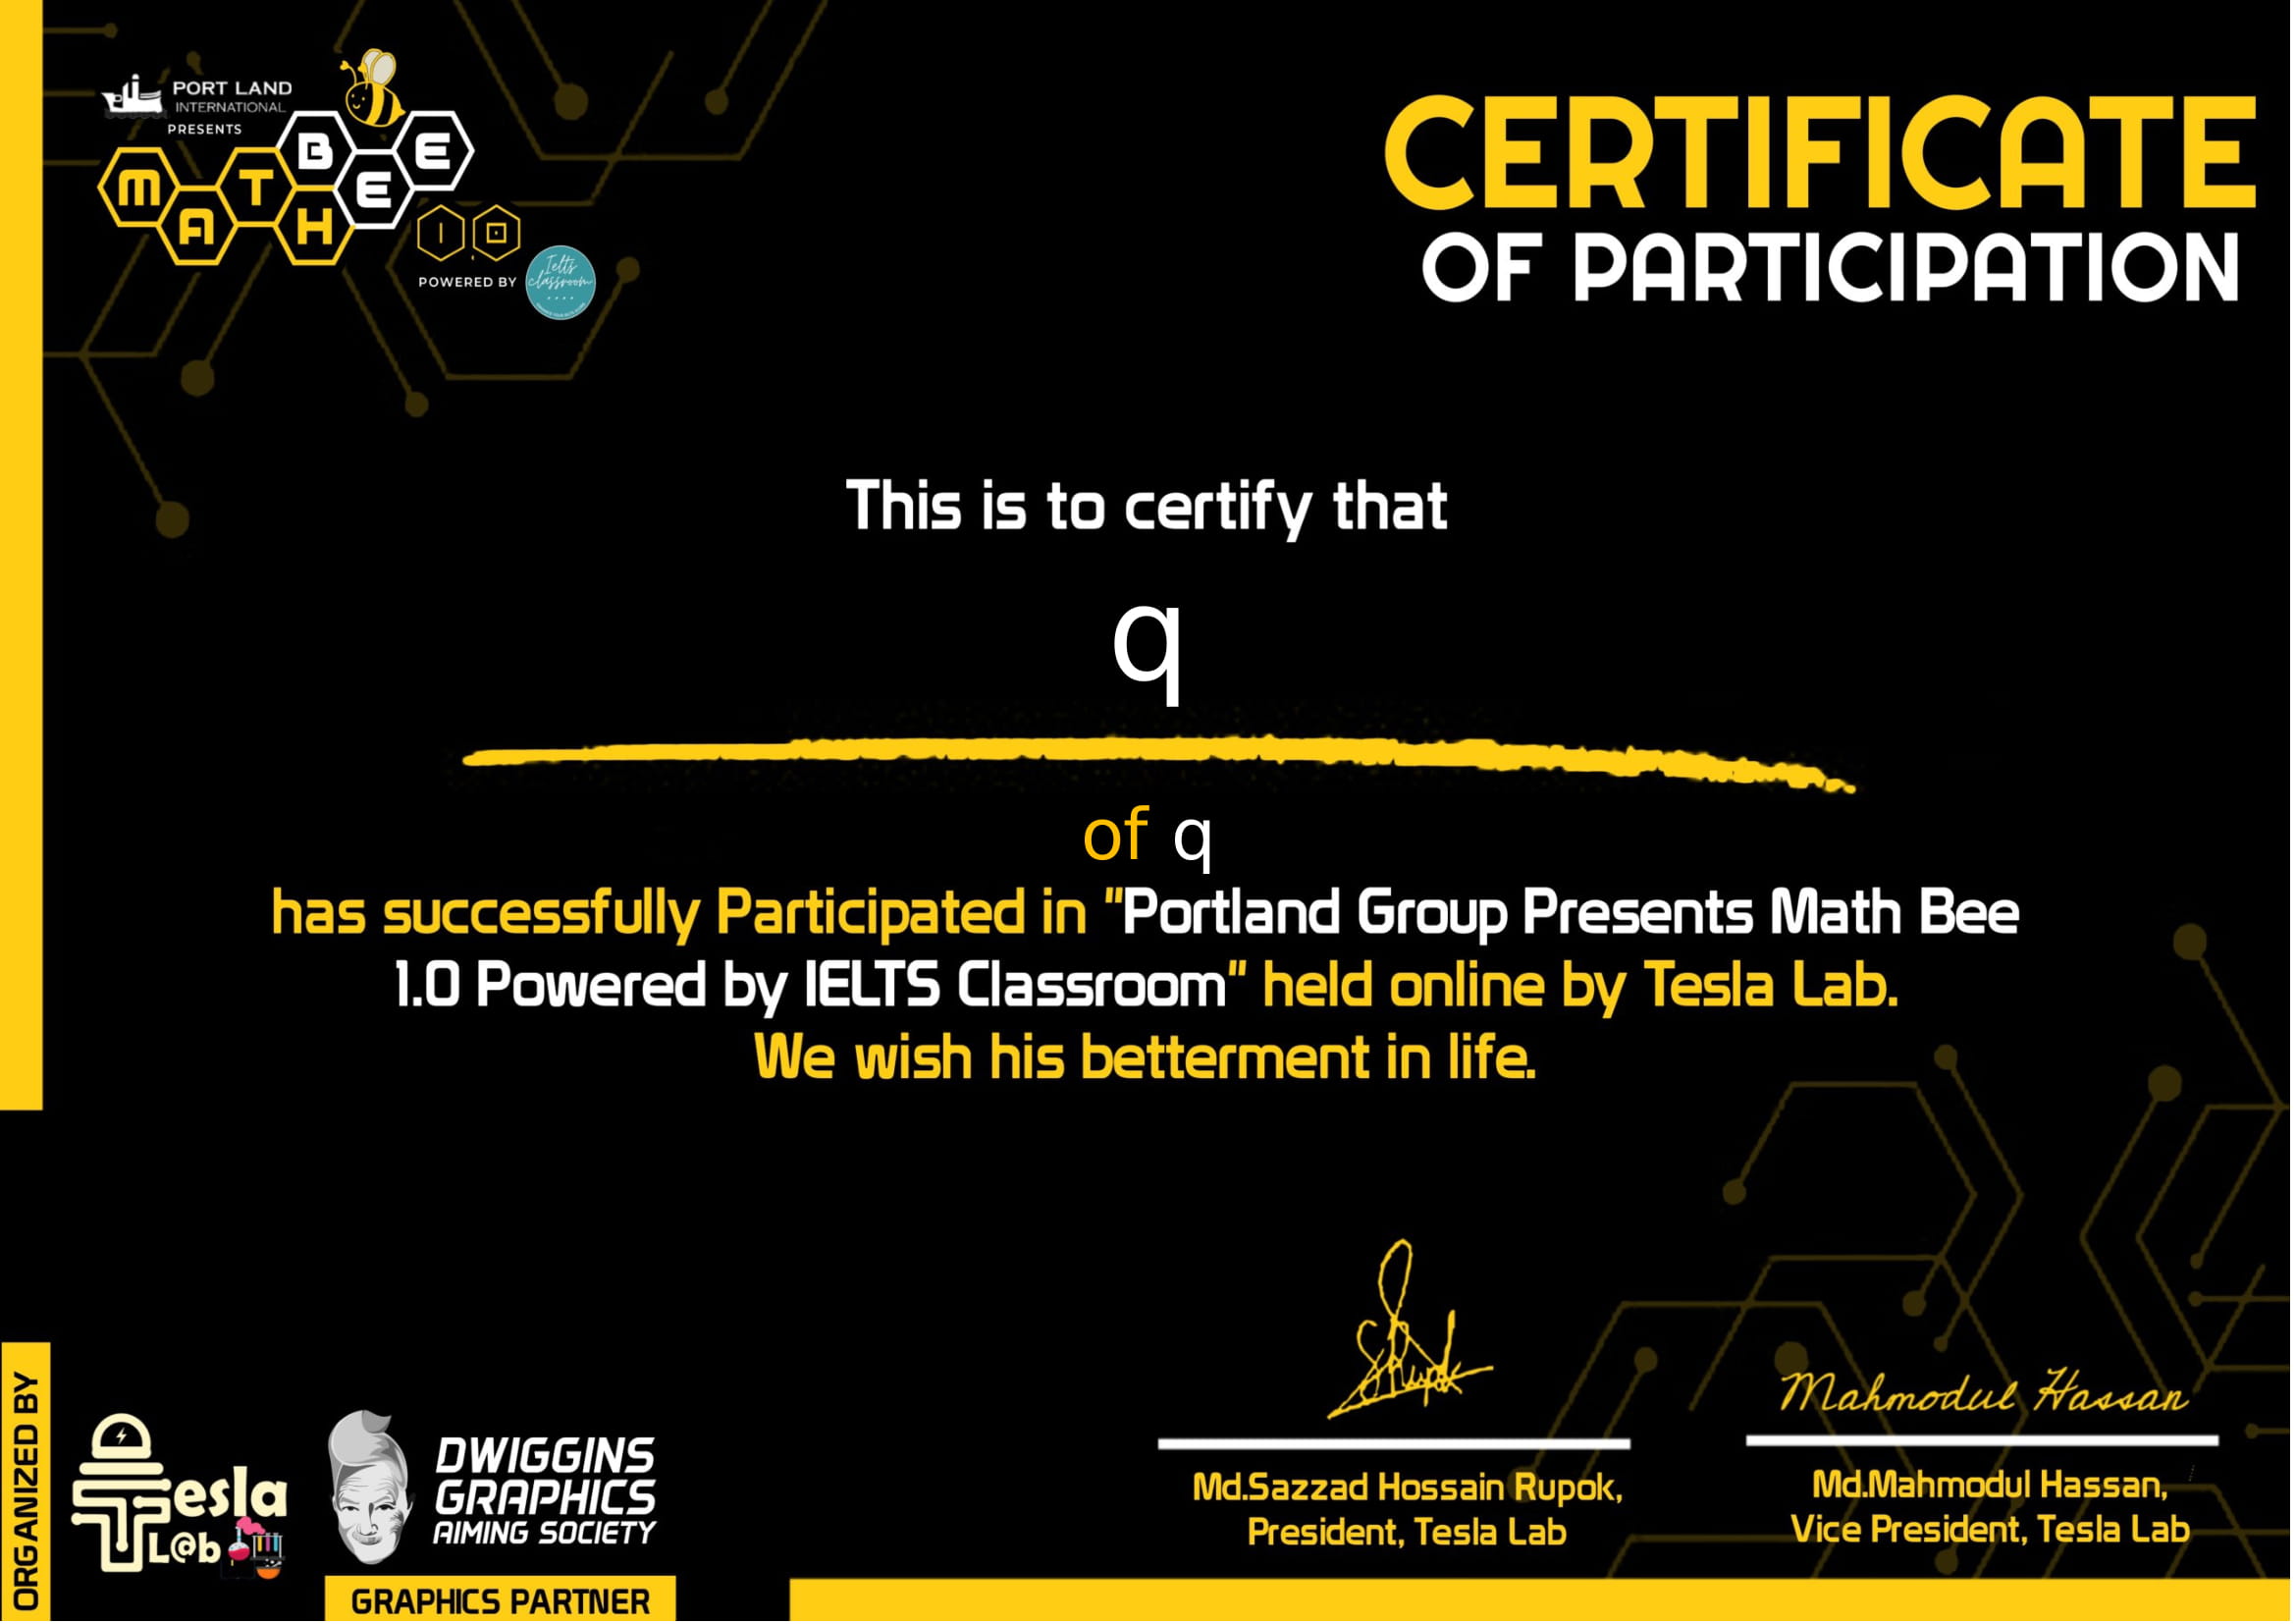 PORT LAND
INTERNATIONAL
PRESENTS
MATH BEE
1.0
POWERED BY
Ielts
classroom
CERTIFICATE
OF PARTICIPATION
This is to certify that
q
of q
has successfully Participated in "Portland Group Presents Math Bee
1.0 Powered by IELTS Classroom" held online by Tesla Lab.
We wish his betterment in life.
SRupok
Mahmodul Hassan
Md.Sazzad Hossain Rupok,
President, Tesla Lab
Md.Mahmodul Hassan,
Vice President, Tesla Lab
ORGANIZED BY
Tesla
L@b
DWIGGINS
GRAPHICS
AIMING SOCIETY
GRAPHICS PARTNER